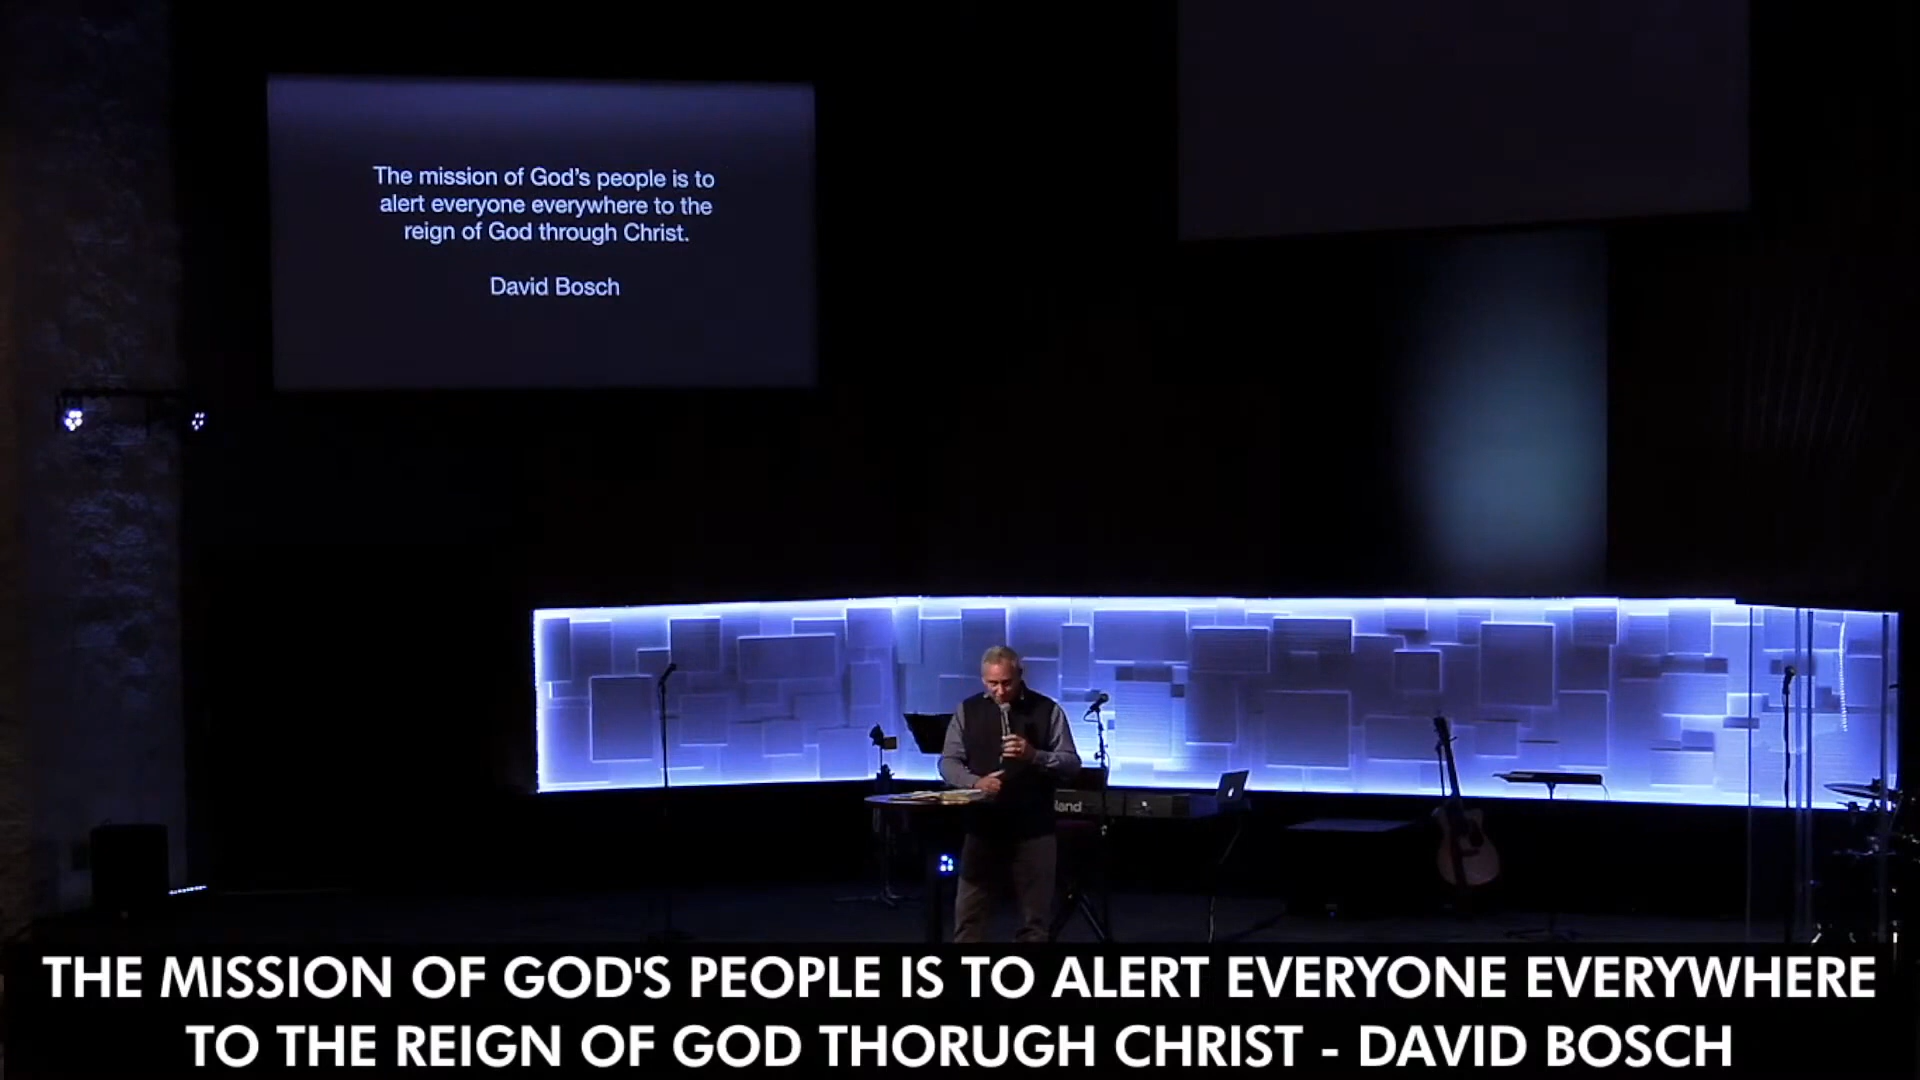 The mission of God's people is to
alert everyone everywhere to the
reign of God through Christ.
David Bosch
land
THE MISSION OF GOD'S PEOPLE IS TO ALERT EVERYONE EVERYWHERE
TO THE REIGN OF GOD THORUGH CHRIST - DAVID BOSCH